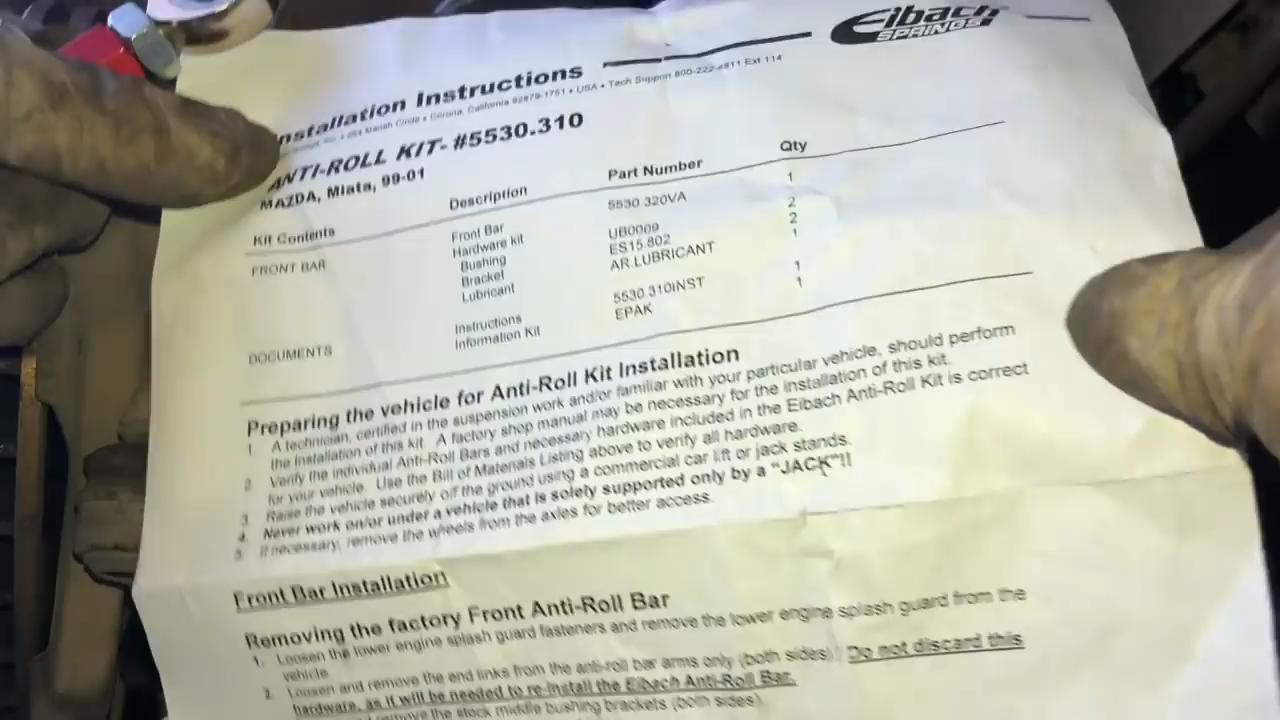 Eibach
SPRINGS
nstallation Instructions
Corona, California 92879-1751 • USA • Tech Support 800-222-8811 Ext 114
ANTI-ROLL KIT- #5530.310
MAZDA, Miata, 99-01
Kit Contents Description Part Number Qty
FRONT BAR Front Bar 5530 320VA 1
Hardware kit
Bushing UB0009 2
Bracket ES15.802 2
Lubricant AR.LUBRICANT 1
DOCUMENTS Instructions 5530 310INST 1
Information Kit EPAK 1
Preparing the vehicle for Anti-Roll Kit Installation
1 A technician, certified in the suspension work and/or familiar with your particular vehicle, should perform
the installation of this kit. A factory shop manual may be necessary for the installation of this kit.
2. Verify the individual Anti-Roll Bars and necessary hardware included in the Eibach Anti-Roll Kit is correct
for your vehicle. Use the Bill of Materials Listing above to verify all hardware.
3. Raise the vehicle securely off the ground using a commercial car lift or jack stands.
4. Never work on/or under a vehicle that is solely supported only by a "JACK"!!
5. If necessary, remove the wheels from the axles for better access.
Front Bar Installation
Removing the factory Front Anti-Roll Bar
1. Loosen the lower engine splash guard fasteners and remove the lower engine splash guard from the
vehicle.
2. Loosen and remove the end links from the anti-roll bar arms only (both sides). Do not discard this
hardware, as it will be needed to re-install the Eibach Anti-Roll Bar.
remove the stock middle bushing brackets (both sides).